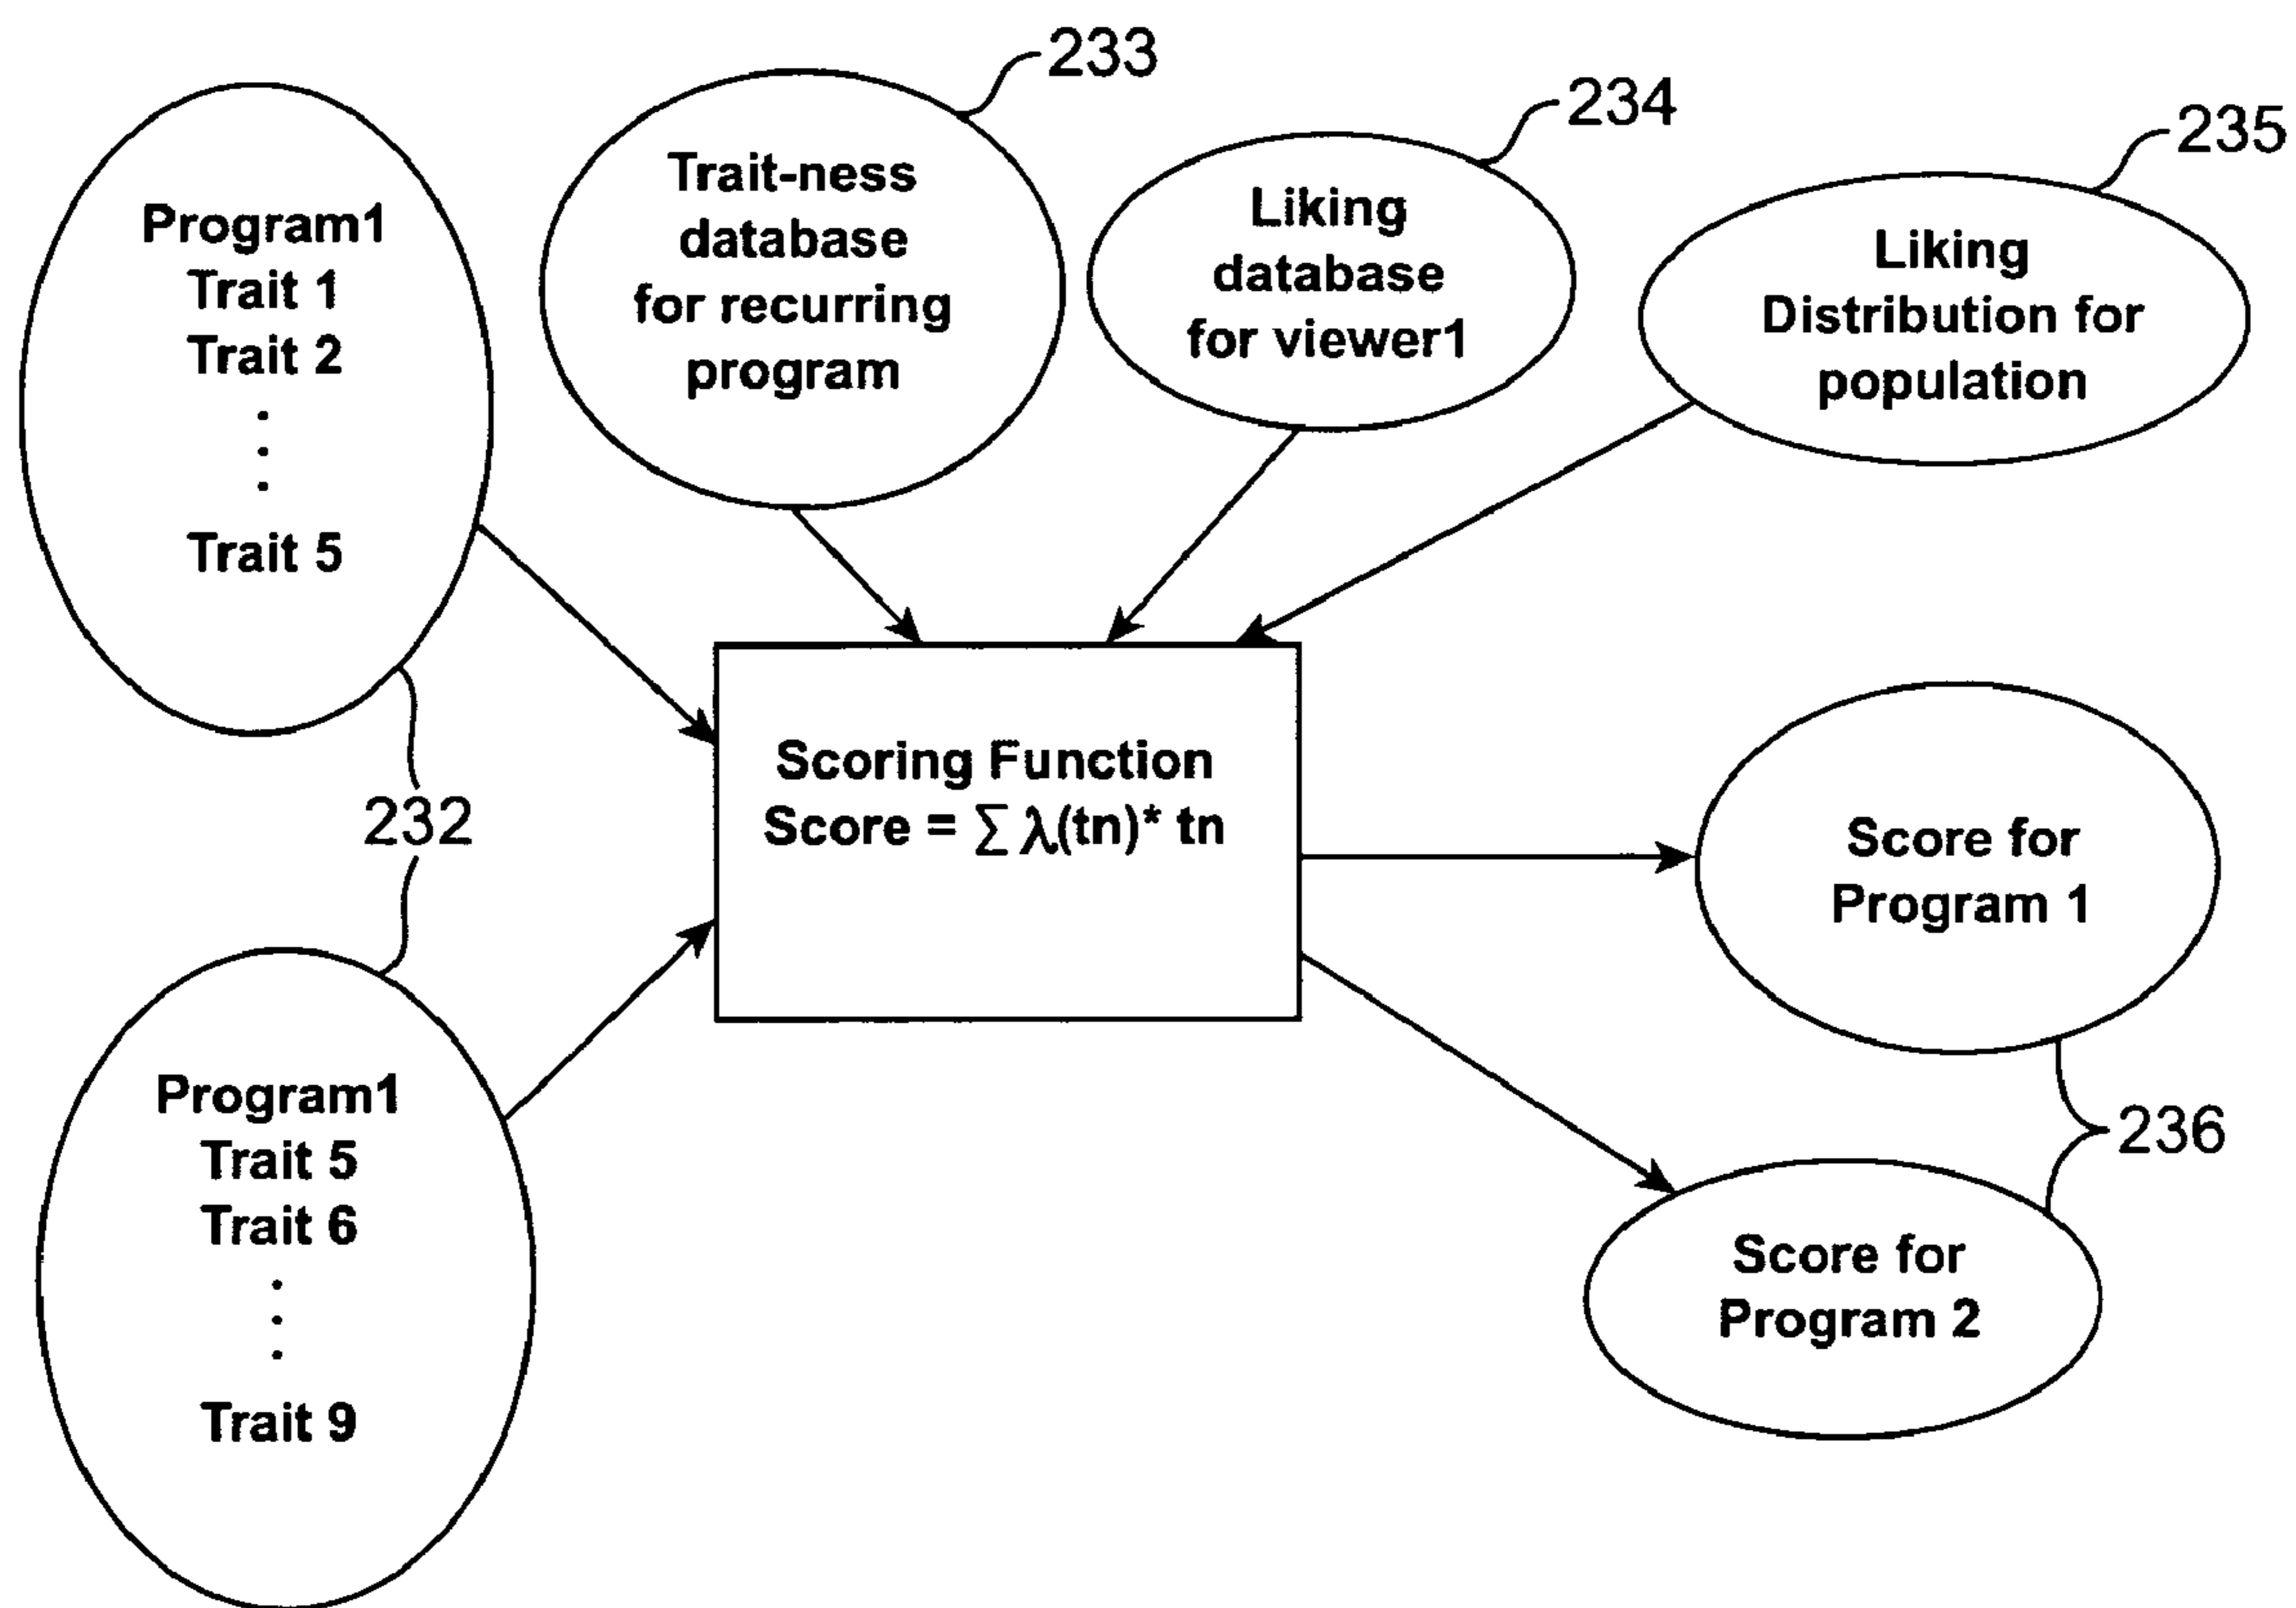 233
234
235
Program1
Trait 1
Trait 2
.
.
.
Trait 5
Trait-ness
database
for recurring
program
Liking
database
for viewer1
Liking
Distribution for
population
232
Scoring Function
Score = ∑ λ(tn)* tn
Score for
Program 1
Program1
Trait 5
Trait 6
.
.
.
Trait 9
236
Score for
Program 2